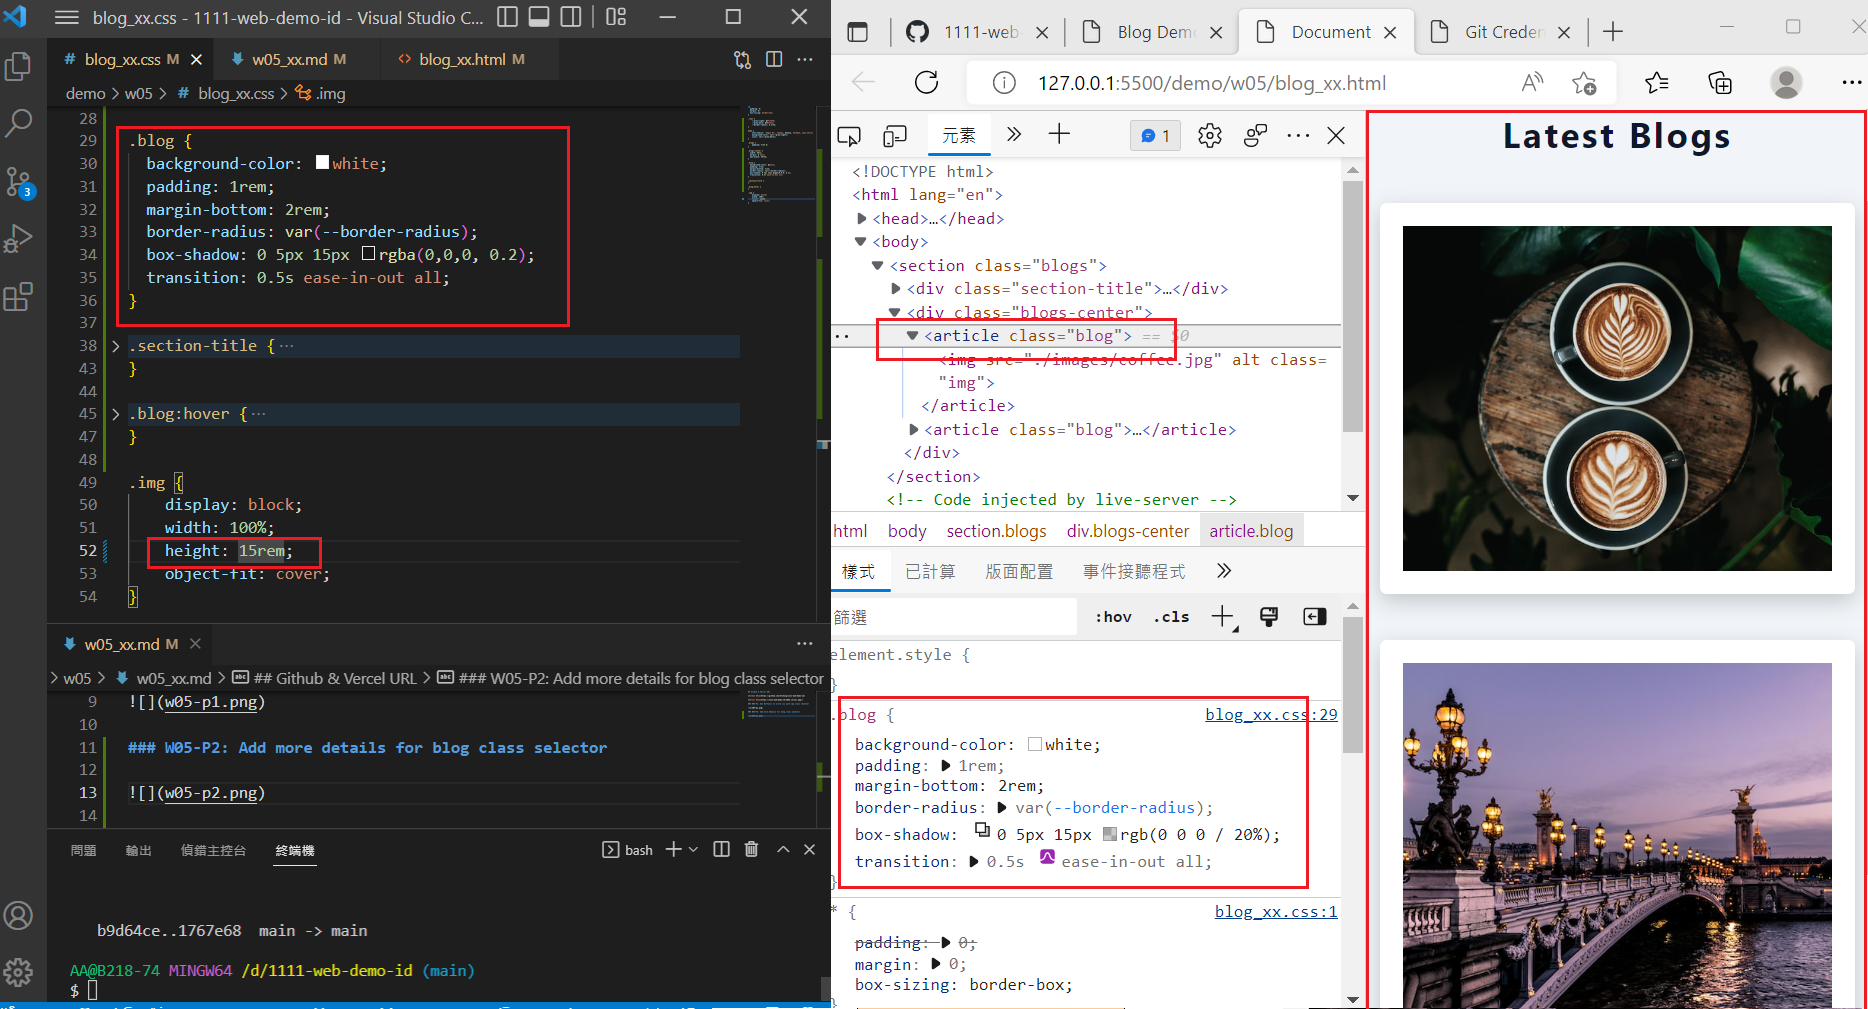 blog_xx.css - 1111-web-demo-id - Visual Studio C...
# blog_xx.css M
w05_xx.md M
<> blog_xx.html M
demo > w05 > # blog_xx.css > .img
28
29 .blog {
30 background-color: white;
31 padding: 1rem;
32 margin-bottom: 2rem;
33 border-radius: var(--border-radius);
34 box-shadow: 0 5px 15px rgba(0,0,0, 0.2);
35 transition: 0.5s ease-in-out all;
36 }
37
38 > .section-title { ...
43 }
44
45 > .blog:hover { ...
47 }
48
49 .img {
50 display: block;
51 width: 100%;
52 height: 15rem;
53 object-fit: cover;
54 }
3
w05_xx.md M
> w05 > w05_xx.md > ## Github & Vercel URL > ### W05-P2: Add more details for blog class selector
9 ![](w05-p1.png)
10
11 ### W05-P2: Add more details for blog class selector
12
13 ![](w05-p2.png)
14
問題 輸出 偵錯主控台 終端機
bash
b9d64ce..1767e68 main -> main
AA@B218-74 MINGW64 /d/1111-web-demo-id (main)
$
1111-web-
Blog Dem
Document
Git Creden
127.0.0.1:5500/demo/w05/blog_xx.html
元素
1
<!DOCTYPE html>
<html lang="en">
<head>…</head>
<body>
<section class="blogs">
<div class="section-title">…</div>
<div class="blogs-center">
<article class="blog"> == $0
<img src="./images/coffee.jpg" alt class=
"img">
</article>
<article class="blog">…</article>
</div>
</section>
<!-- Code injected by live-server -->
html body section.blogs div.blogs-center article.blog
樣式 已計算 版面配置 事件接聽程式
篩選
:hov .cls
element.style {
}
.blog {
blog_xx.css:29
background-color: white;
padding: 1rem;
margin-bottom: 2rem;
border-radius: var(--border-radius);
box-shadow: 0 5px 15px rgb(0 0 0 / 20%);
transition: 0.5s ease-in-out all;
}
* {
blog_xx.css:1
padding: 0;
margin: 0;
box-sizing: border-box;
}
Latest Blogs